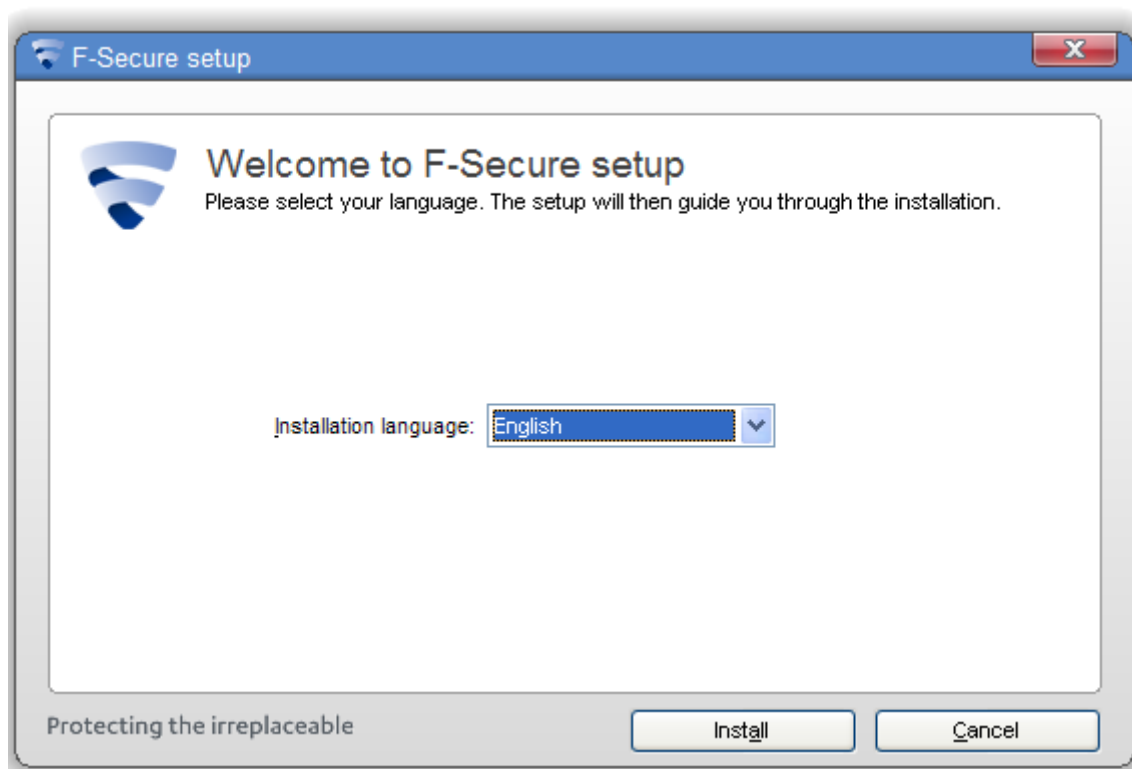 F-Secure setup
Welcome to F-Secure setup
Please select your language. The setup will then guide you through the installation.
Installation language: English
Protecting the irreplaceable
Install Cancel